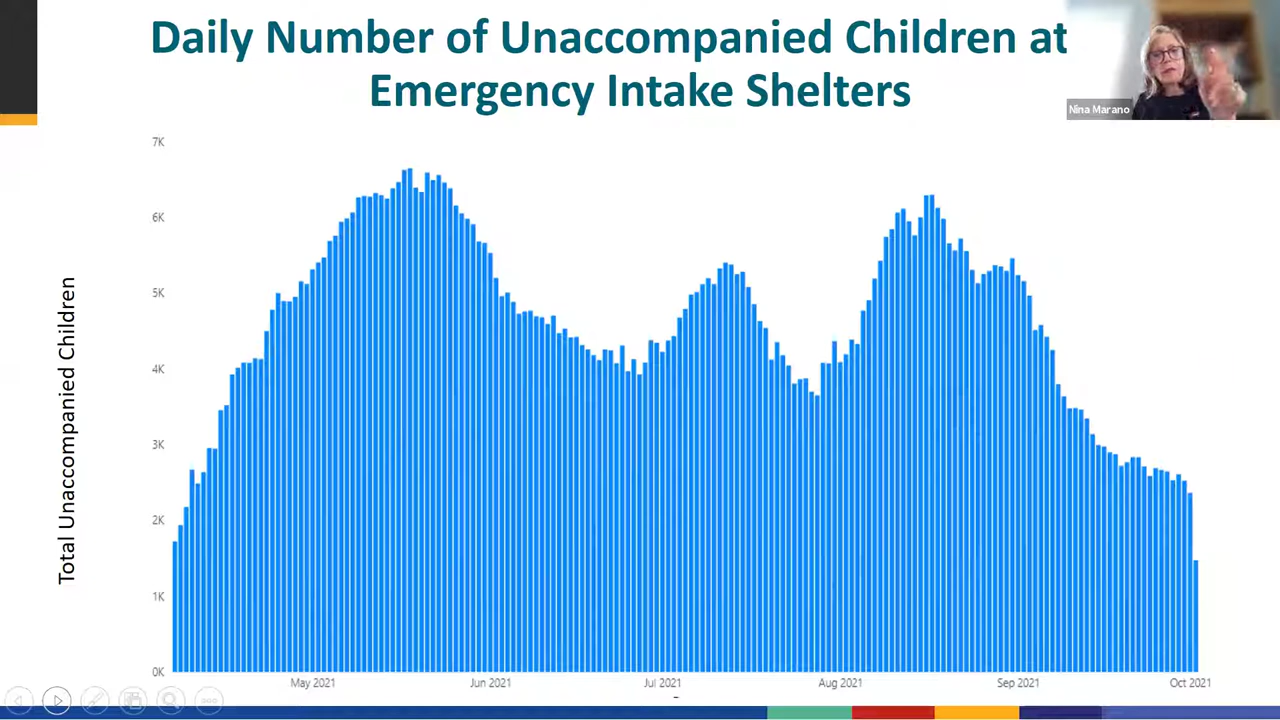 Daily Number of Unaccompanied Children at
Emergency Intake Shelters
Nina Marano
Total Unaccompanied Children
7K
6K
5K
4K
3K
2K
1K
0K
May 2021
Jun 2021
Jul 2021
Aug 2021
Sep 2021
Oct 2021